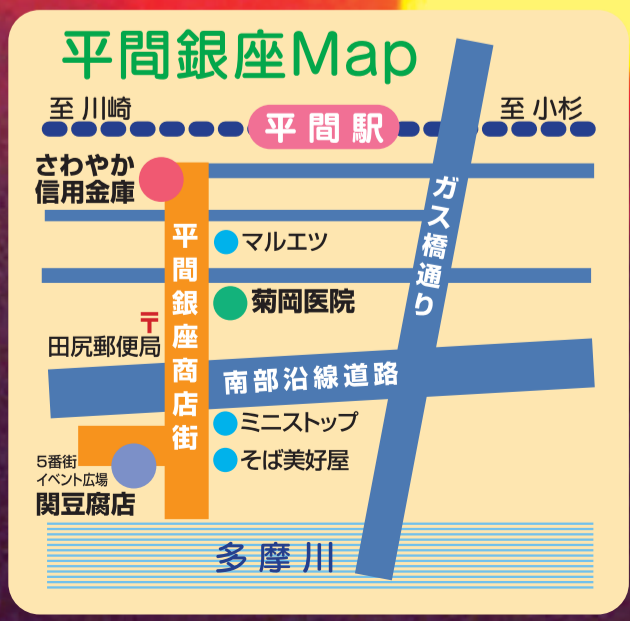 平間銀座Map
至 川崎
至 小杉
平間駅
さわやか
信用金庫
ガス橋通り
平間銀座商店街
マルエツ
菊岡医院
〒
田尻郵便局
南部沿線道路
ミニストップ
そば美好屋
5番街
イベント広場
関豆腐店
多摩川